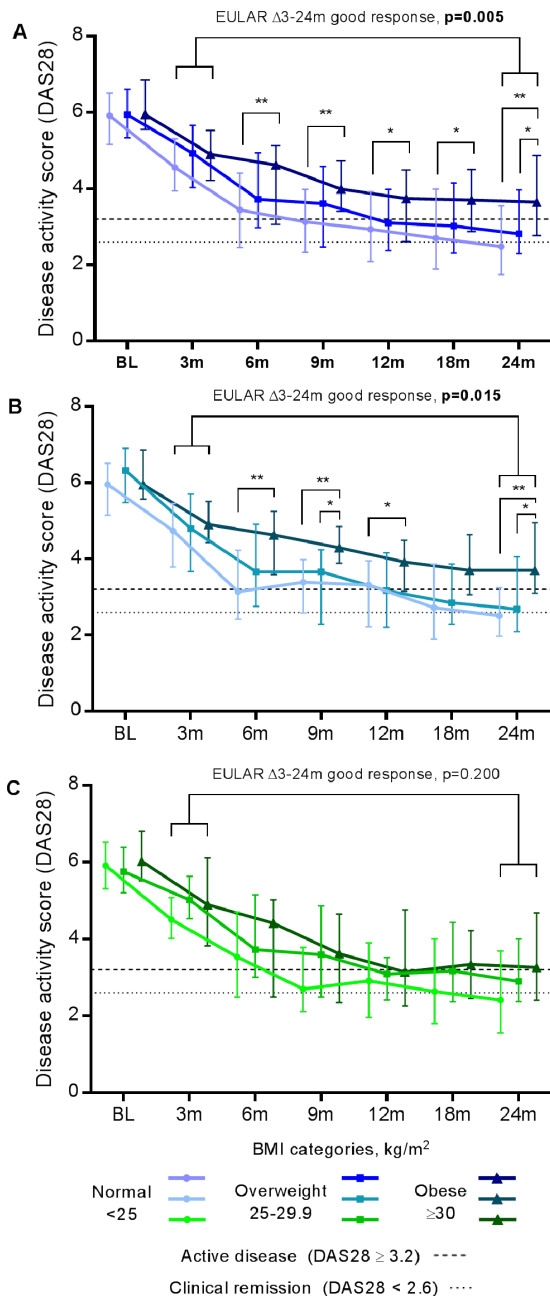 A
EULAR Δ3-24m good response, p=0.005
Disease activity score (DAS28)
8
6
4
2
0
**
**
*
*
**
*
BL 3m 6m 9m 12m 18m 24m
B
EULAR Δ3-24m good response, p=0.015
Disease activity score (DAS28)
8
6
4
2
0
**
**
*
*
**
*
BL 3m 6m 9m 12m 18m 24m
C
EULAR Δ3-24m good response, p=0.200
Disease activity score (DAS28)
8
6
4
2
0
BL 3m 6m 9m 12m 18m 24m
BMI categories, kg/m²
Normal Overweight Obese
<25 25-29.9 ≥30
Active disease (DAS28 ≥ 3.2)
Clinical remission (DAS28 < 2.6)